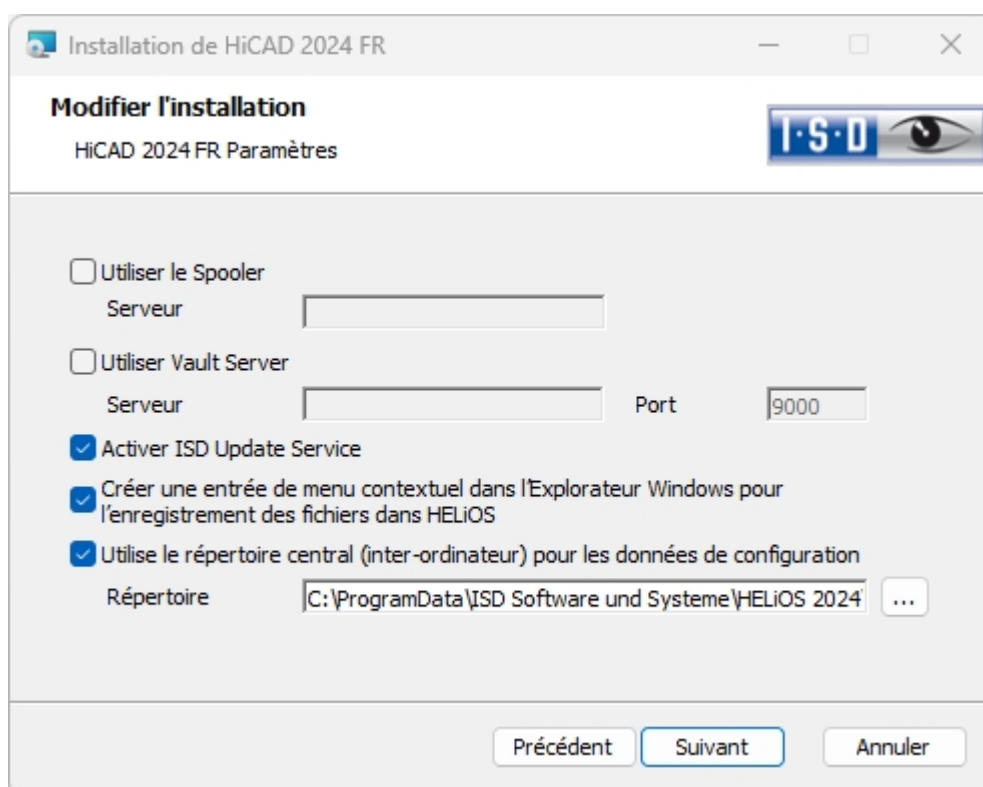 Installation de HiCAD 2024 FR
Modifier l'installation
HiCAD 2024 FR Paramètres
I·S·D
Utiliser le Spooler
Serveur
Utiliser Vault Server
Serveur Port 9000
Activer ISD Update Service
Créer une entrée de menu contextuel dans l'Explorateur Windows pour
l'enregistrement des fichiers dans HELiOS
Utilise le répertoire central (inter-ordinateur) pour les données de configuration
Répertoire C:\ProgramData\ISD Software und Systeme\HELiOS 2024 ...
Précédent Suivant Annuler